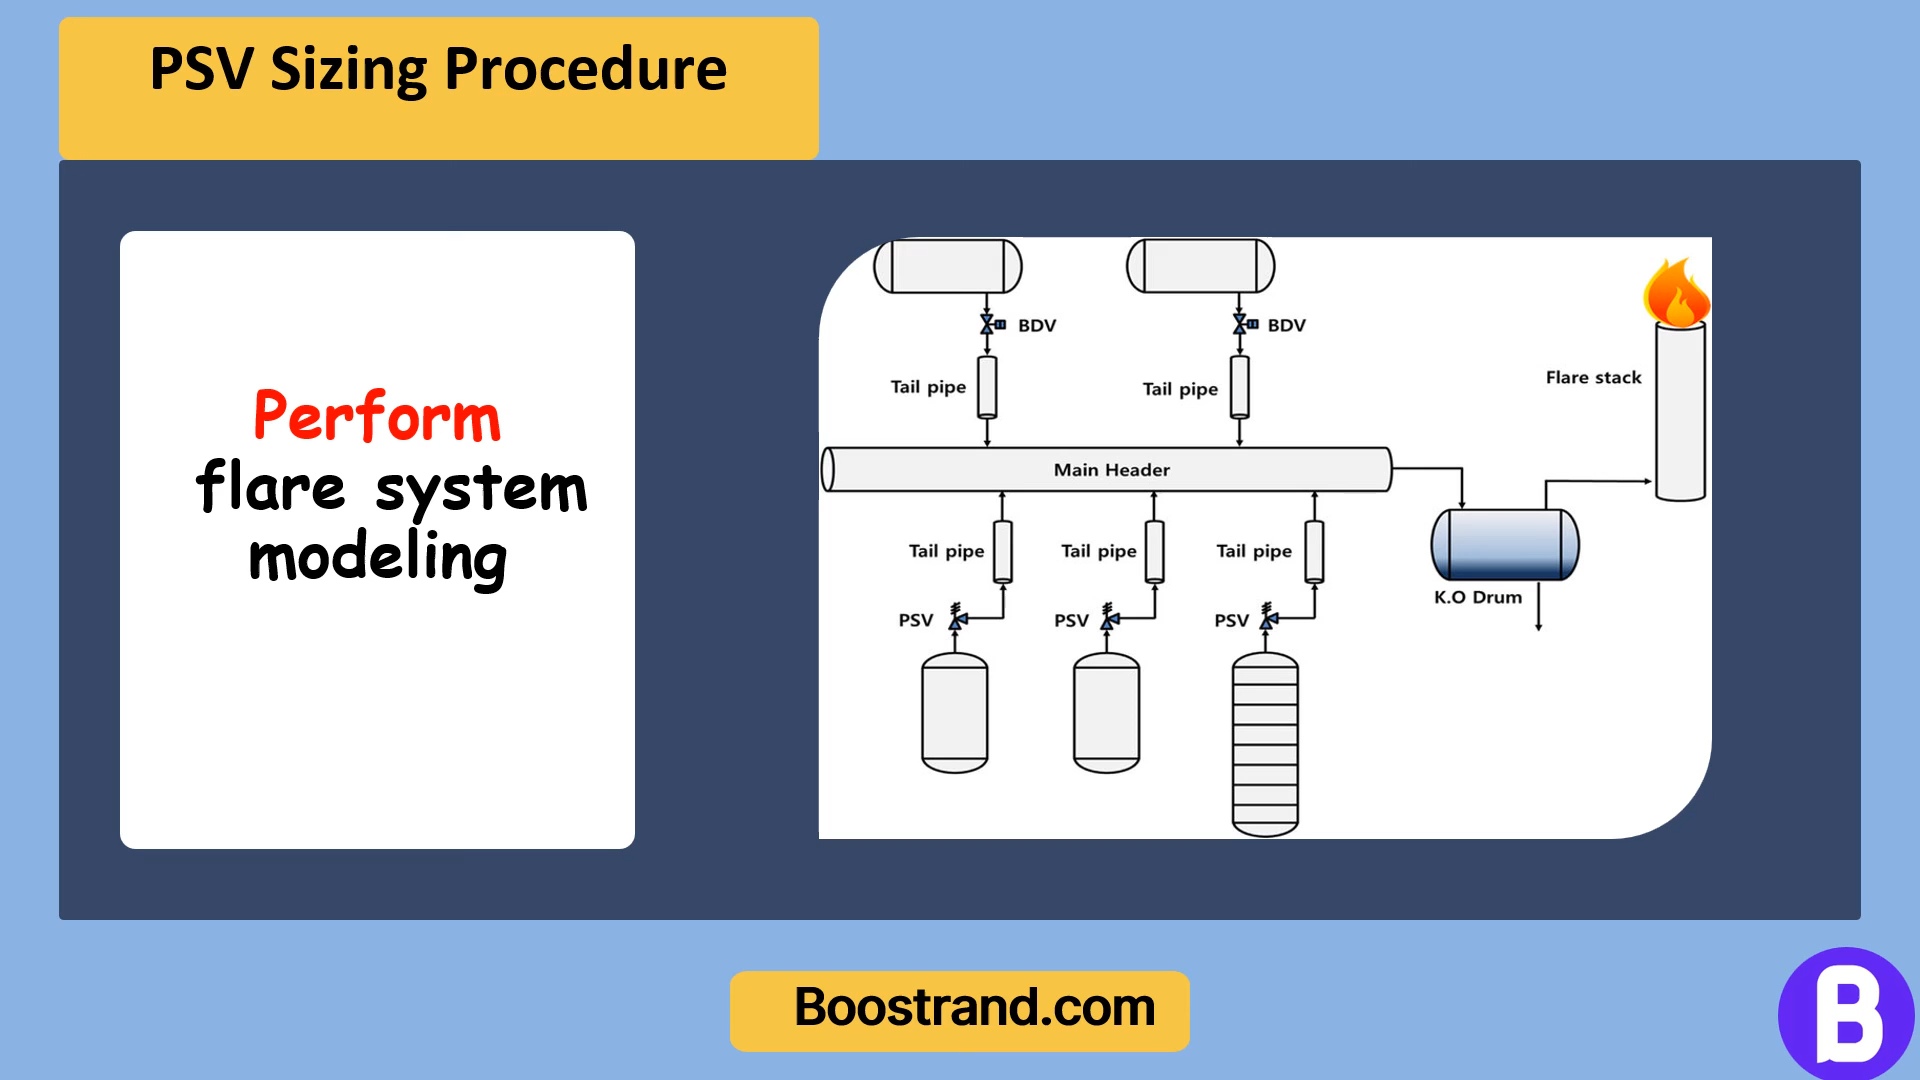 PSV Sizing Procedure
Perform
flare system
modeling
BDV
BDV
Tail pipe
Tail pipe
Flare stack
Main Header
Tail pipe
Tail pipe
Tail pipe
K.O Drum
PSV
PSV
PSV
Boostrand.com
B